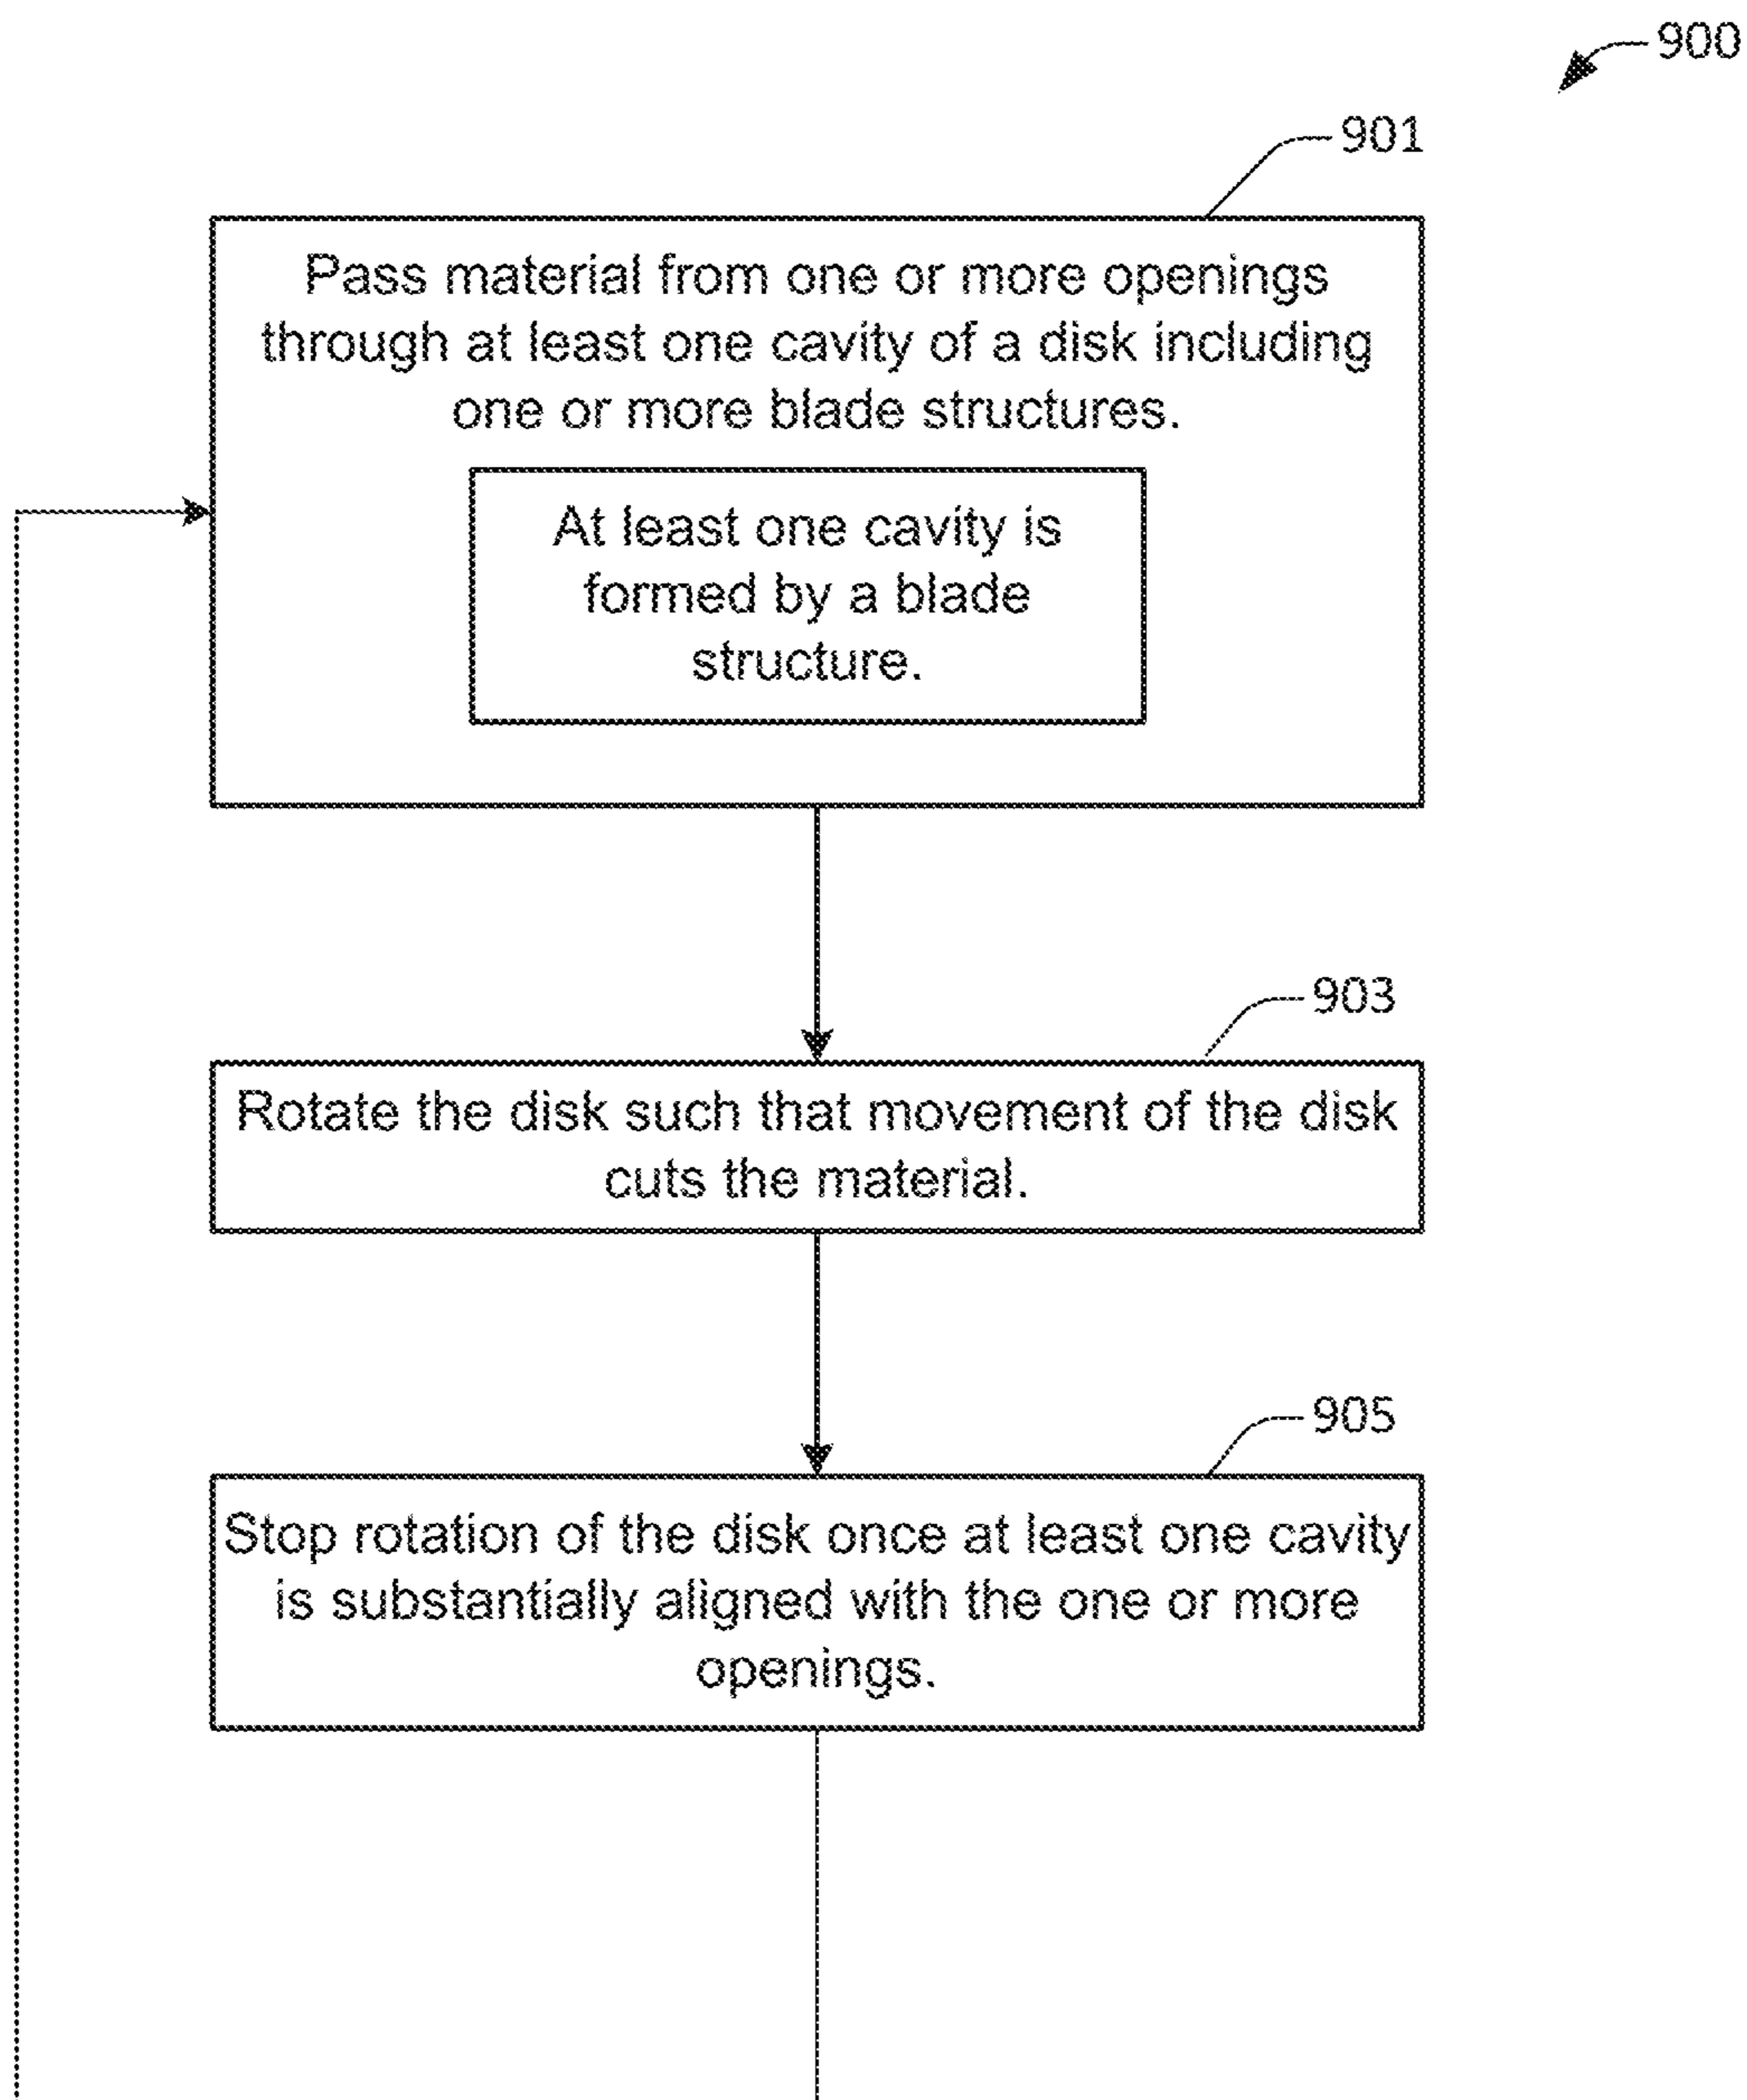 900
901
Pass material from one or more openings
through at least one cavity of a disk including
one or more blade structures.
At least one cavity is
formed by a blade
structure.
903
Rotate the disk such that movement of the disk
cuts the material.
905
Stop rotation of the disk once at least one cavity
is substantially aligned with the one or more
openings.